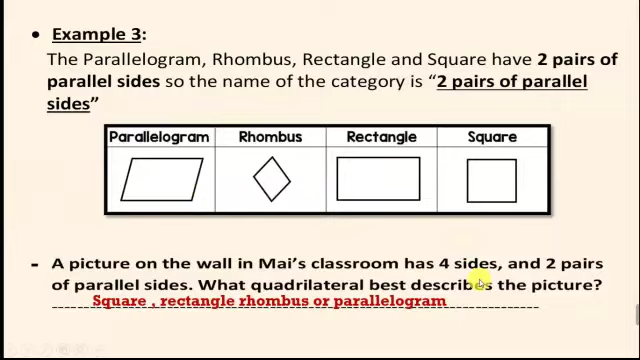 • Example 3:
The Parallelogram, Rhombus, Rectangle and Square have 2 pairs of
parallel sides so the name of the category is “2 pairs of parallel
sides”
Parallelogram Rhombus Rectangle Square
- A picture on the wall in Mai’s classroom has 4 sides, and 2 pairs
of parallel sides. What quadrilateral best describes the picture?
Square , rectangle rhombus or parallelogram